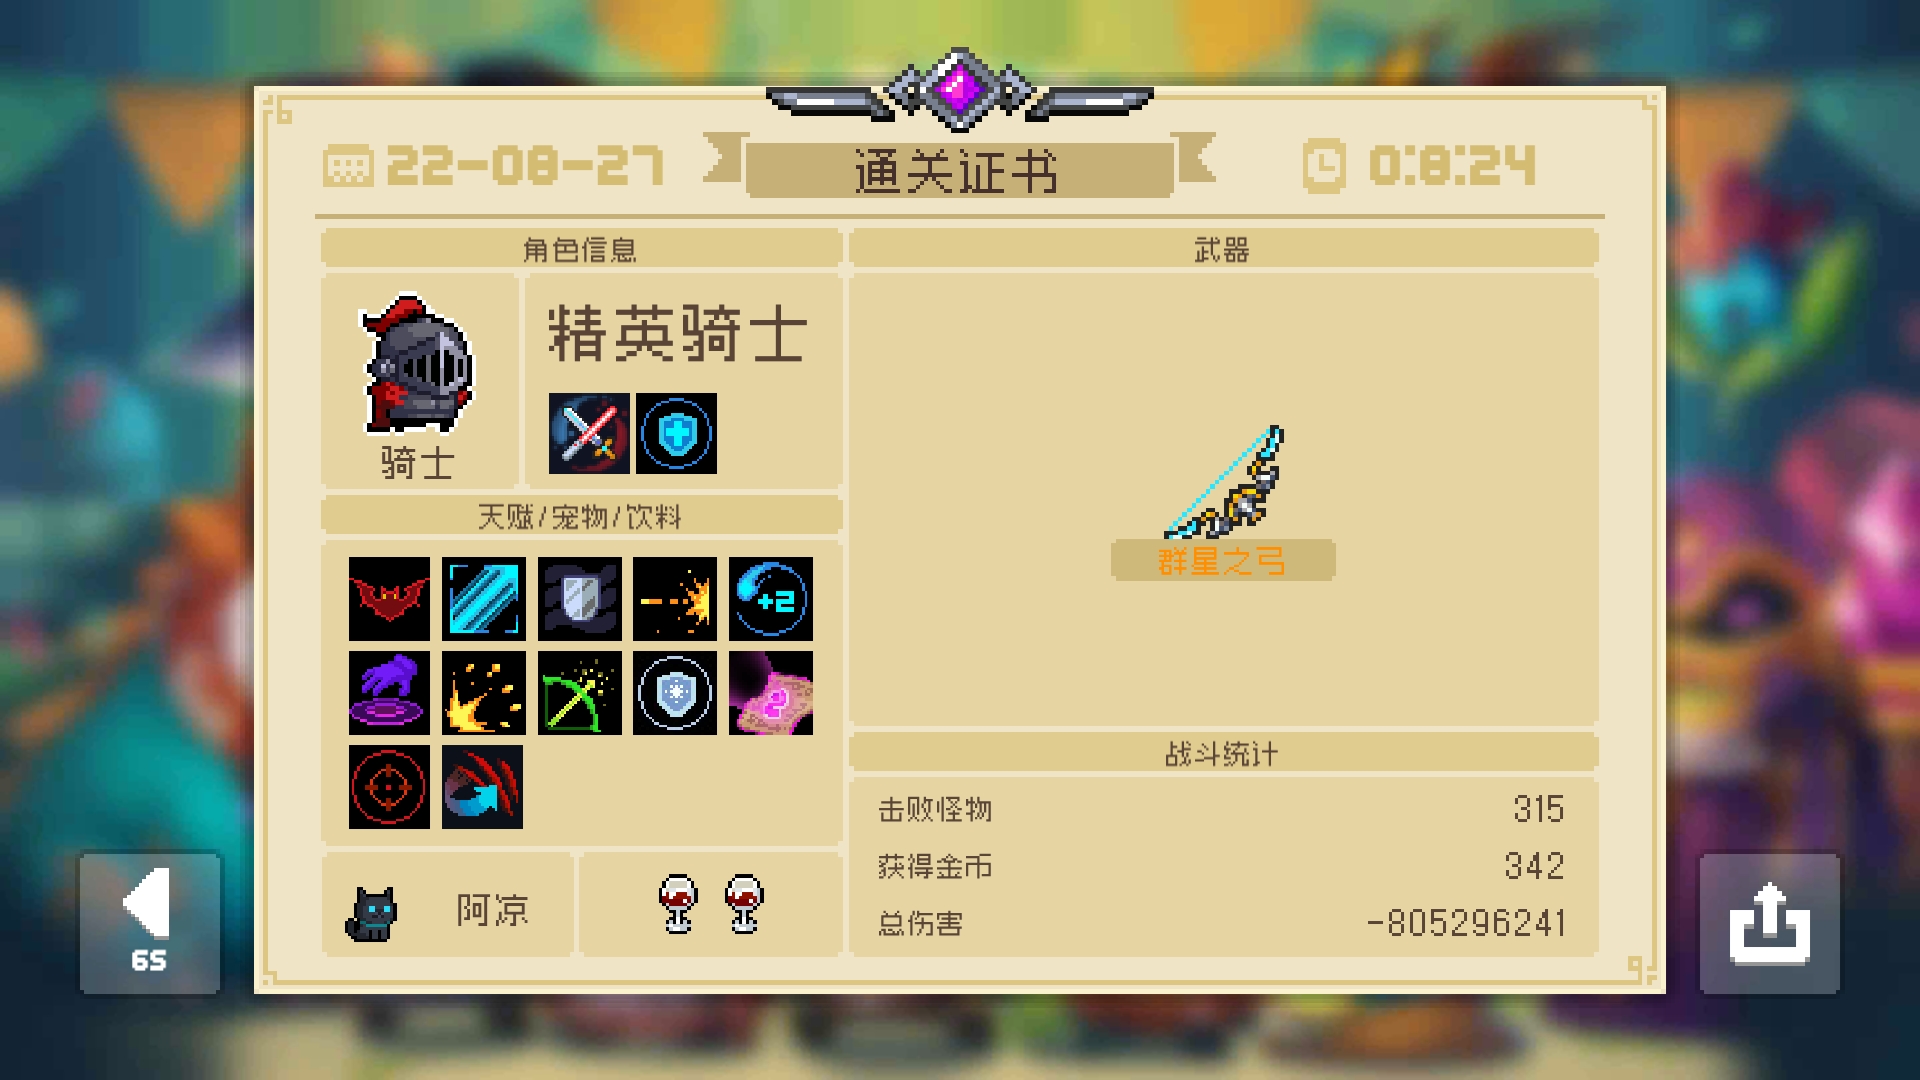 22-08-27
通关证书
0:8:24
角色信息
武器
精英骑士
骑士
天赋/宠物/饮料
+2
群星之弓
战斗统计
击败怪物 315
获得金币 342
总伤害 -805296241
阿凉
6S